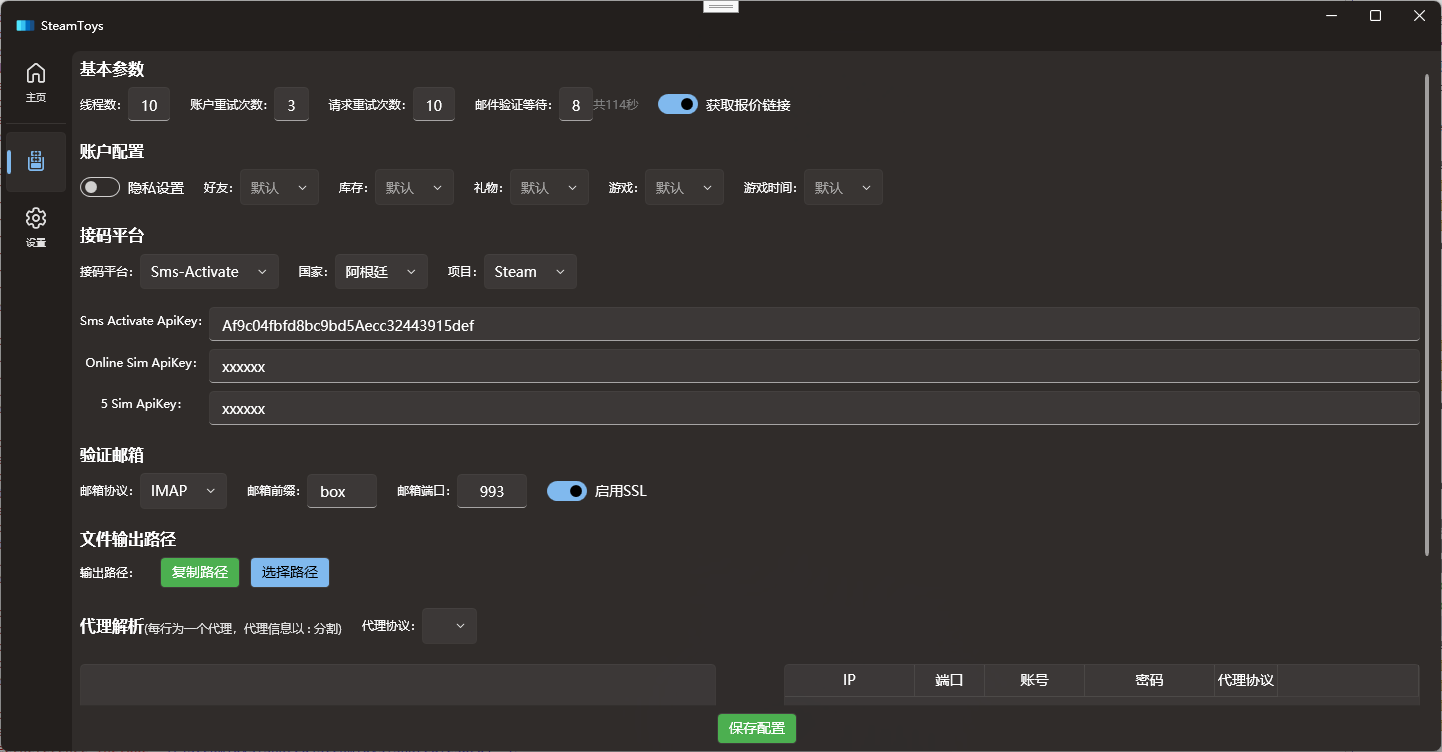 SteamToys
主页
设置
基本参数
线程数: 10 账户重试次数: 3 请求重试次数: 10 邮件验证等待: 8 共114秒 获取报价链接
账户配置
隐私设置 好友: 默认 库存: 默认 礼物: 默认 游戏: 默认 游戏时间: 默认
接码平台
接码平台: Sms-Activate 国家: 阿根廷 项目: Steam
Sms Activate ApiKey: Af9c04fbfd8bc9bd5Aecc32443915def
Online Sim ApiKey: xxxxxx
5 Sim ApiKey: xxxxxx
验证邮箱
邮箱协议: IMAP 邮箱前缀: box 邮箱端口: 993 启用SSL
文件输出路径
输出路径: 复制路径 选择路径
代理解析(每行为一个代理，代理信息以 : 分割) 代理协议:
IP 端口 账号 密码 代理协议
保存配置